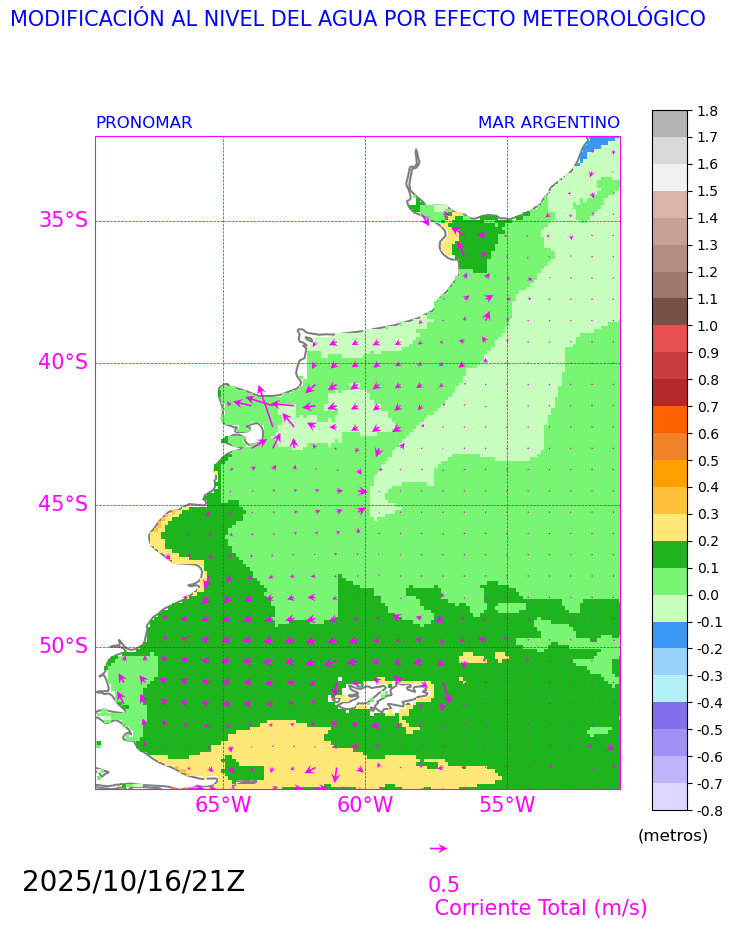 MODIFICACIÓN AL NIVEL DEL AGUA POR EFECTO METEOROLÓGICO
PRONOMAR MAR ARGENTINO
35°S
40°S
45°S
50°S
65°W 60°W 55°W
1.8
1.7
1.6
1.5
1.4
1.3
1.2
1.1
1.0
0.9
0.8
0.7
0.6
0.5
0.4
0.3
0.2
0.1
0.0
-0.1
-0.2
-0.3
-0.4
-0.5
-0.6
-0.7
-0.8
(metros)
2025/10/16/21Z
0.5
Corriente Total (m/s)